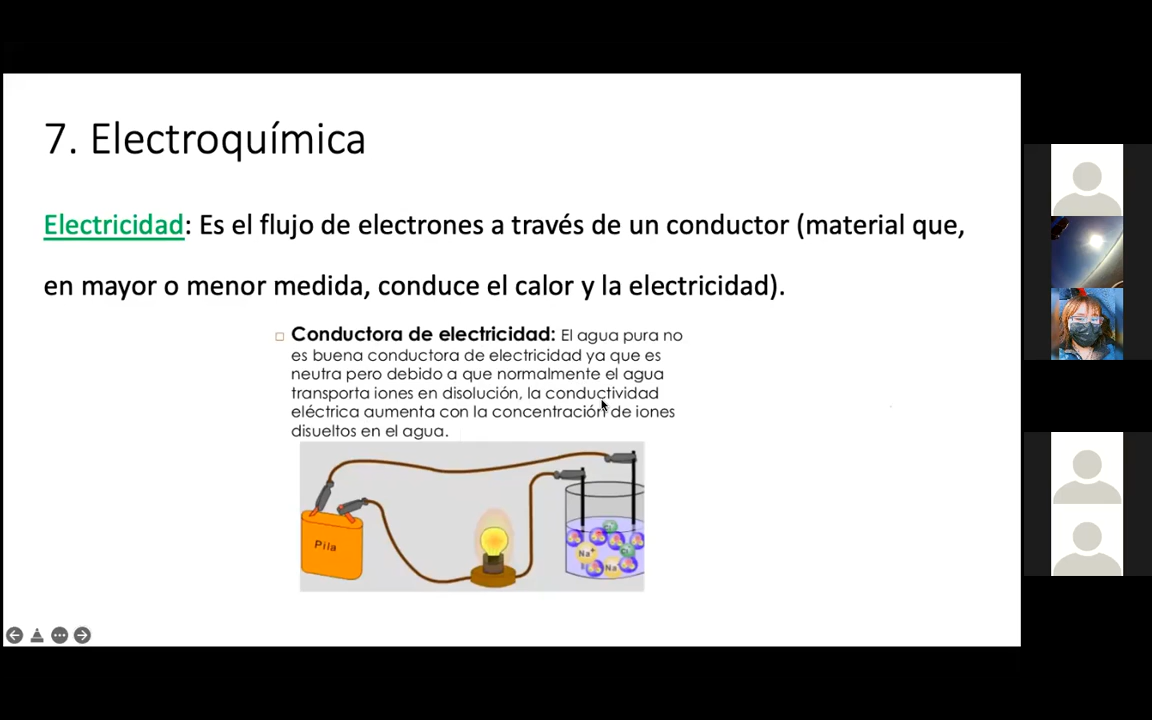 7. Electroquímica
Electricidad: Es el flujo de electrones a través de un conductor (material que,
en mayor o menor medida, conduce el calor y la electricidad).
Conductora de electricidad: El agua pura no
es buena conductora de electricidad ya que es
neutra pero debido a que normalmente el agua
transporta iones en disolución, la conductividad
eléctrica aumenta con la concentración de iones
disueltos en el agua.
Pila
Na+
Na+